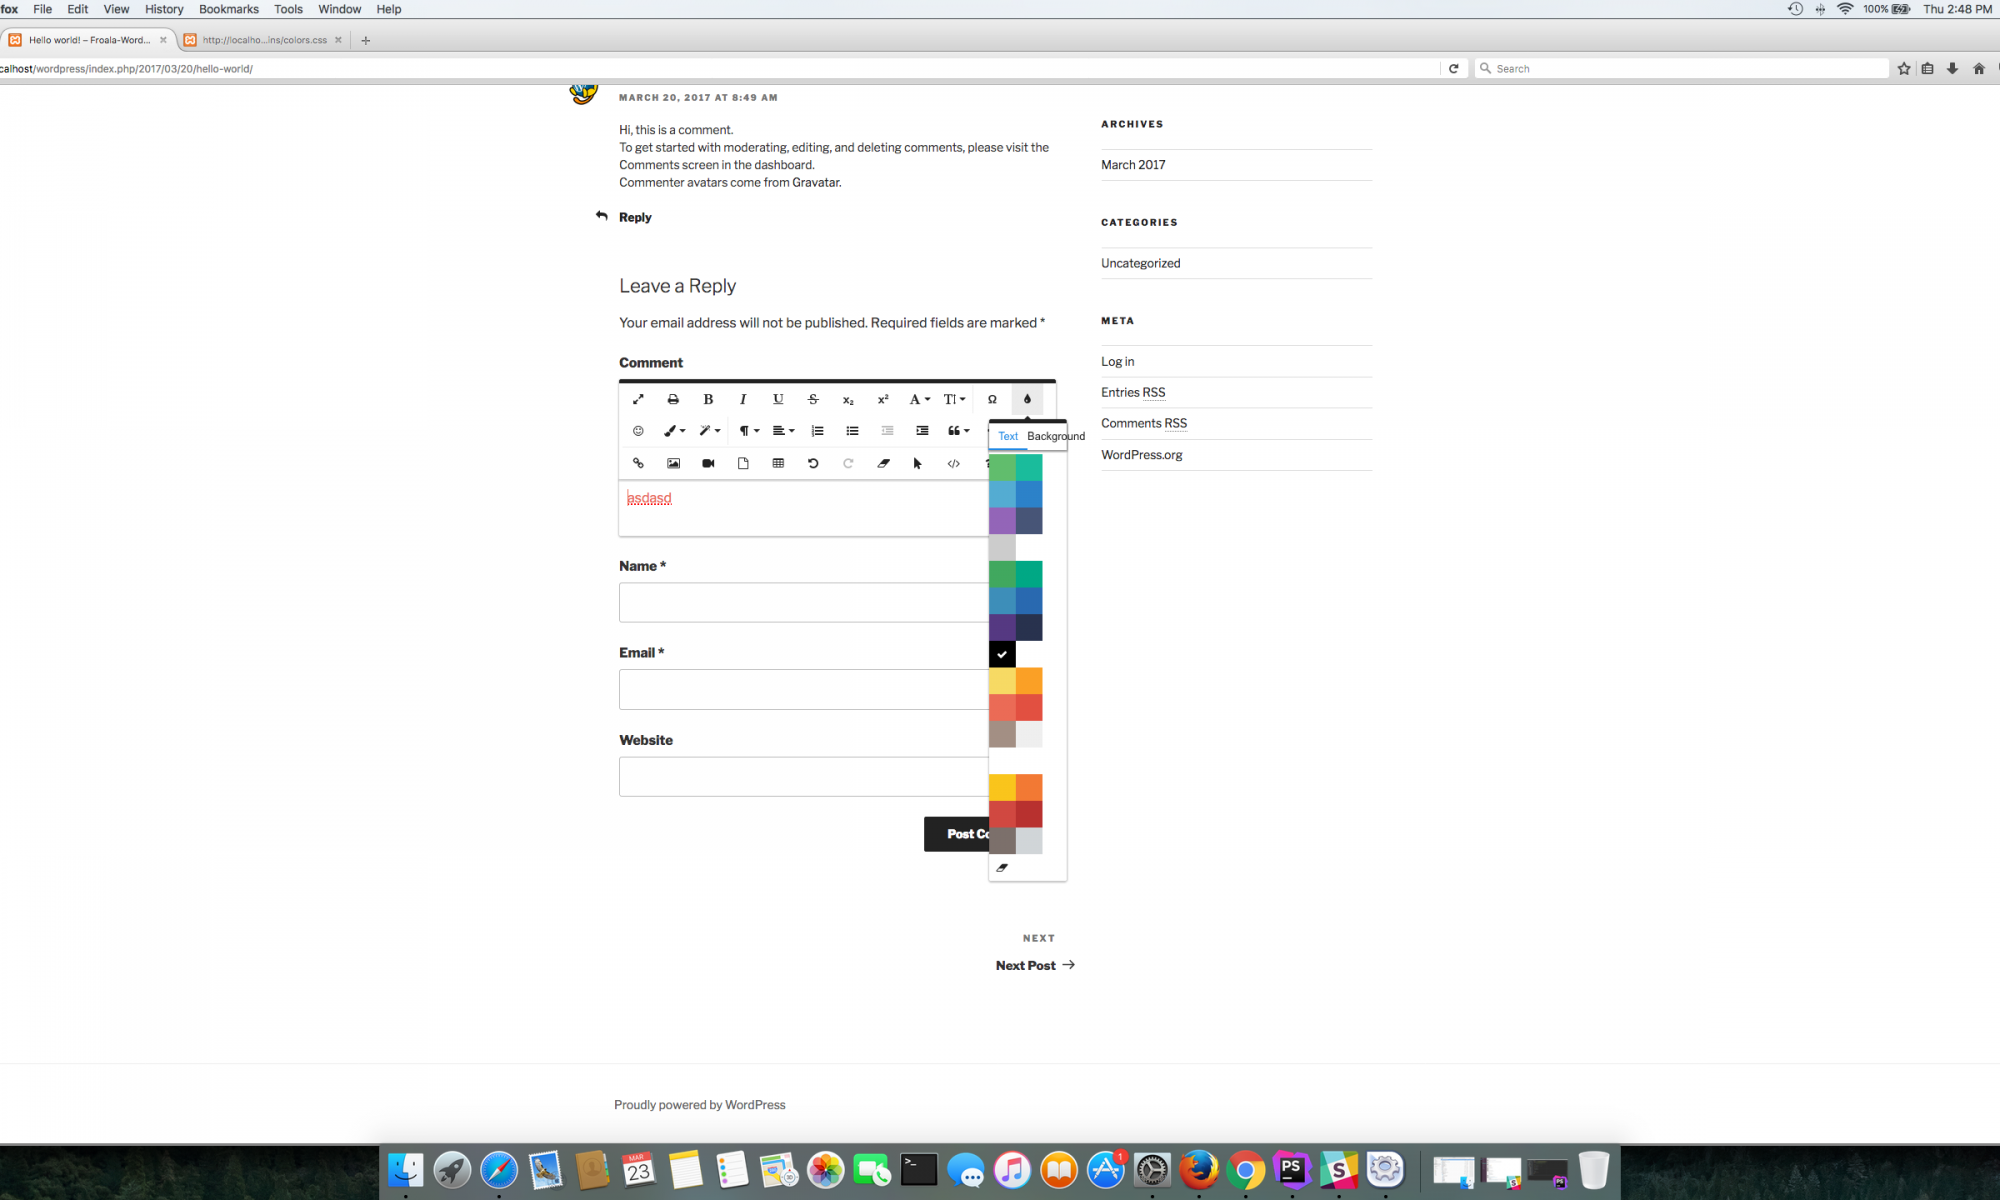 fox File Edit View History Bookmarks Tools Window Help 100% Thu 2:48 PM
Hello world! – Froala-Word... http://localho...ins/colors.css
calhost/wordpress/index.php/2017/03/20/hello-world/ Search
MARCH 20, 2017 AT 8:49 AM
Hi, this is a comment.
To get started with moderating, editing, and deleting comments, please visit the
Comments screen in the dashboard.
Commenter avatars come from Gravatar.
Reply
Leave a Reply
Your email address will not be published. Required fields are marked *
Comment
B I U S x₂ x² A TI Ω
¶
Text Background
</>
asdasd
Name *
Email *
Website
Post Co
NEXT
Next Post →
ARCHIVES
March 2017
CATEGORIES
Uncategorized
META
Log in
Entries RSS
Comments RSS
WordPress.org
Proudly powered by WordPress
MAR
23
1
PS
S